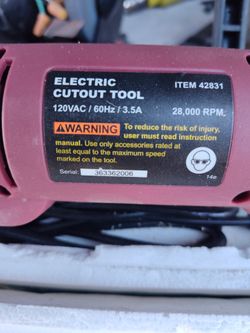 ELECTRIC
CUTOUT TOOL
ITEM 42831
120VAC / 60Hz / 3.5A
28,000 RPM.
⚠WARNING To reduce the risk of injury,
user must read instruction
manual. Use only accessories rated at
least equal to the maximum speed
marked on the tool.
Serial: 363362006
14a